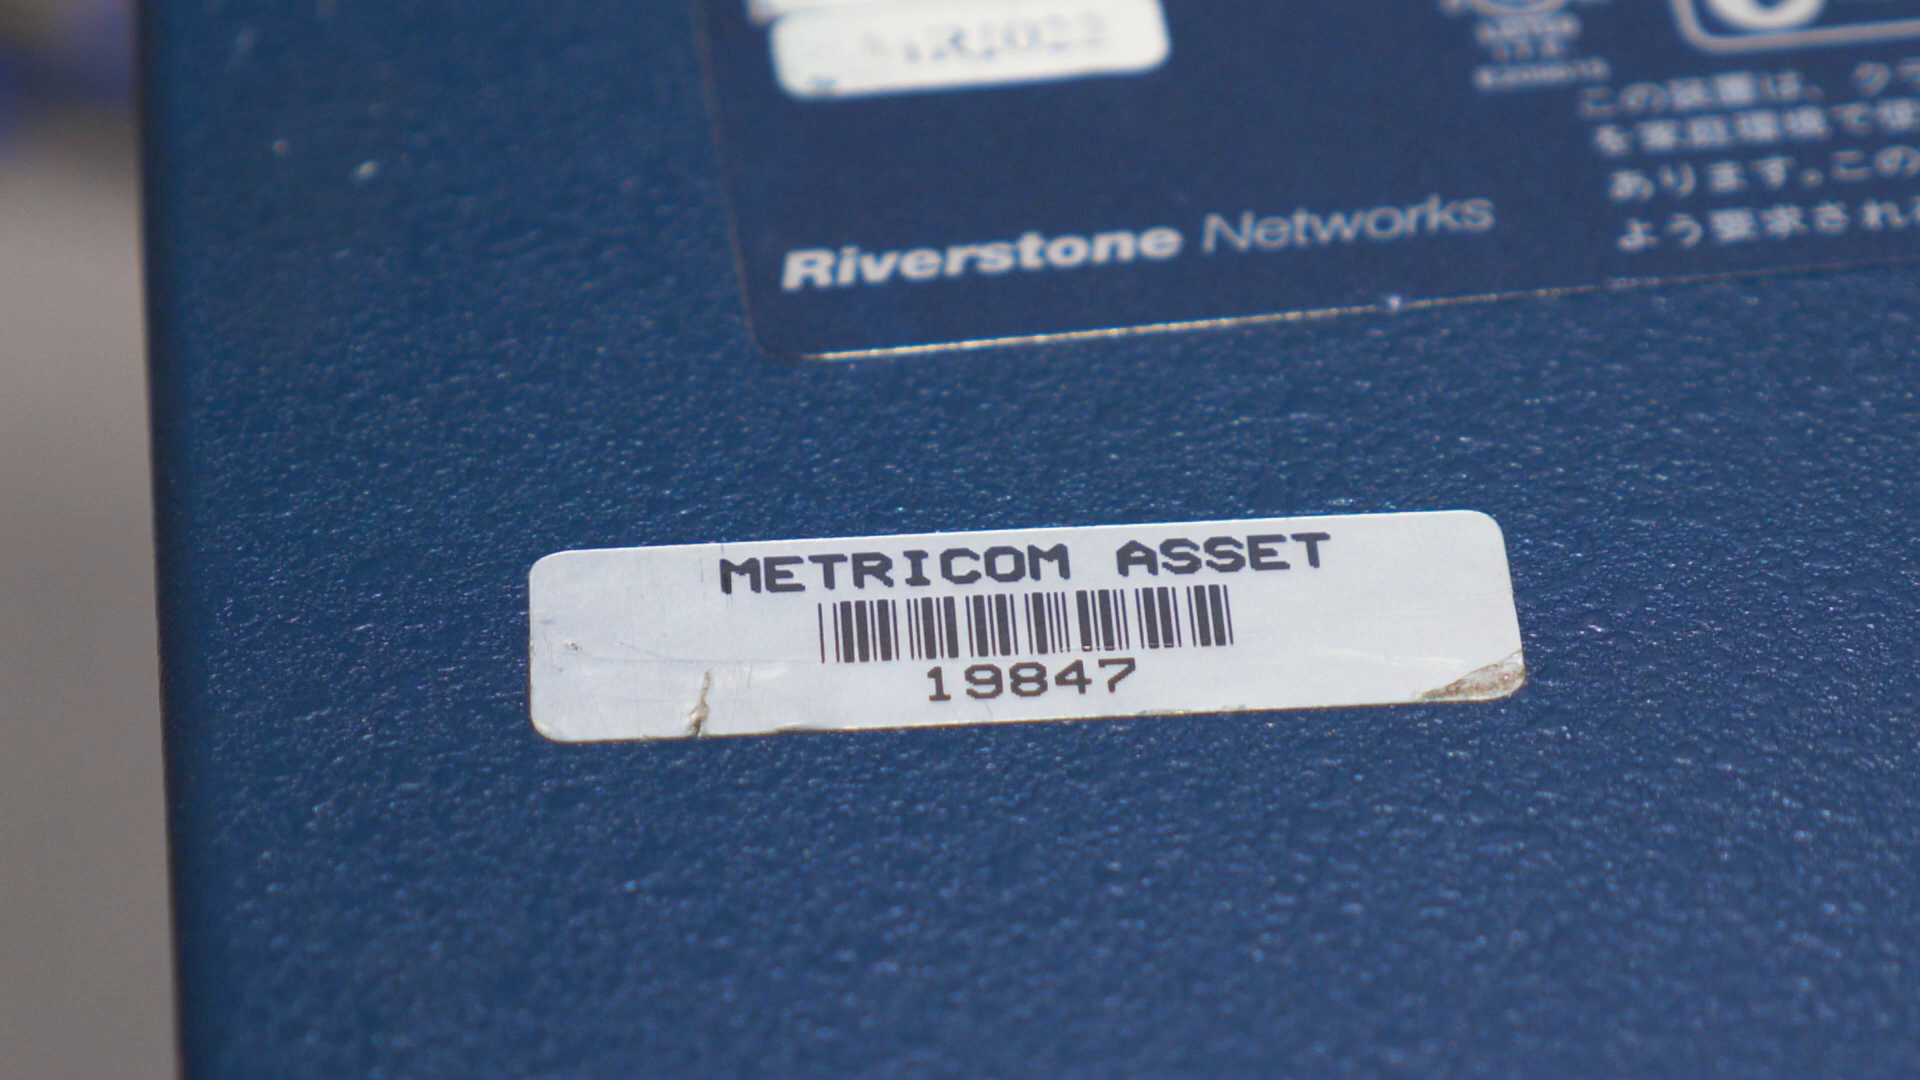 Riverstone Networks
この装置は、クラ
を家庭環境で使
あります。この
よう要求され
METRICOM ASSET
19847